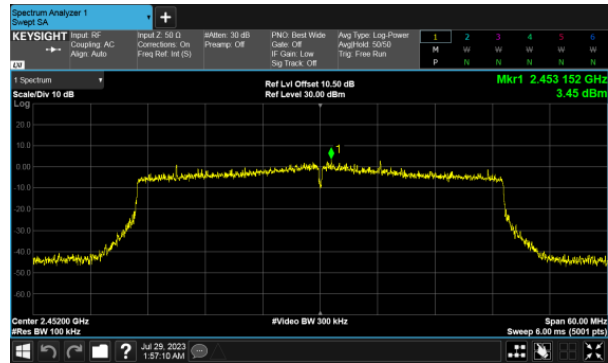 Spectrum Analyzer 1
Swept SA
+
KEYSIGHT Input: RF Input Z: 50 Ω #Atten: 30 dB PNO: Best Wide Avg Type: Log-Power 1 2 3 4 5 6
Coupling: AC Corrections: On Preamp: Off Gate: Off Avg|Hold: 50/50 M W W W W W
Align: Auto Freq Ref: Int (S) IF Gain: Low Trig: Free Run
Sig Track: Off P N N N N N
LXI
1 Spectrum Ref Lvl Offset 10.50 dB Mkr1 2.453 152 GHz
Scale/Div 10 dB Ref Level 30.00 dBm 3.45 dBm
Log
1
20.0
10.0
0.00
-10.0
-20.0
-30.0
-40.0
-50.0
-60.0
Center 2.45200 GHz #Video BW 300 kHz Span 60.00 MHz
#Res BW 100 kHz Sweep 6.00 ms (5001 pts)
? Jul 29, 2023
1:57:10 AM